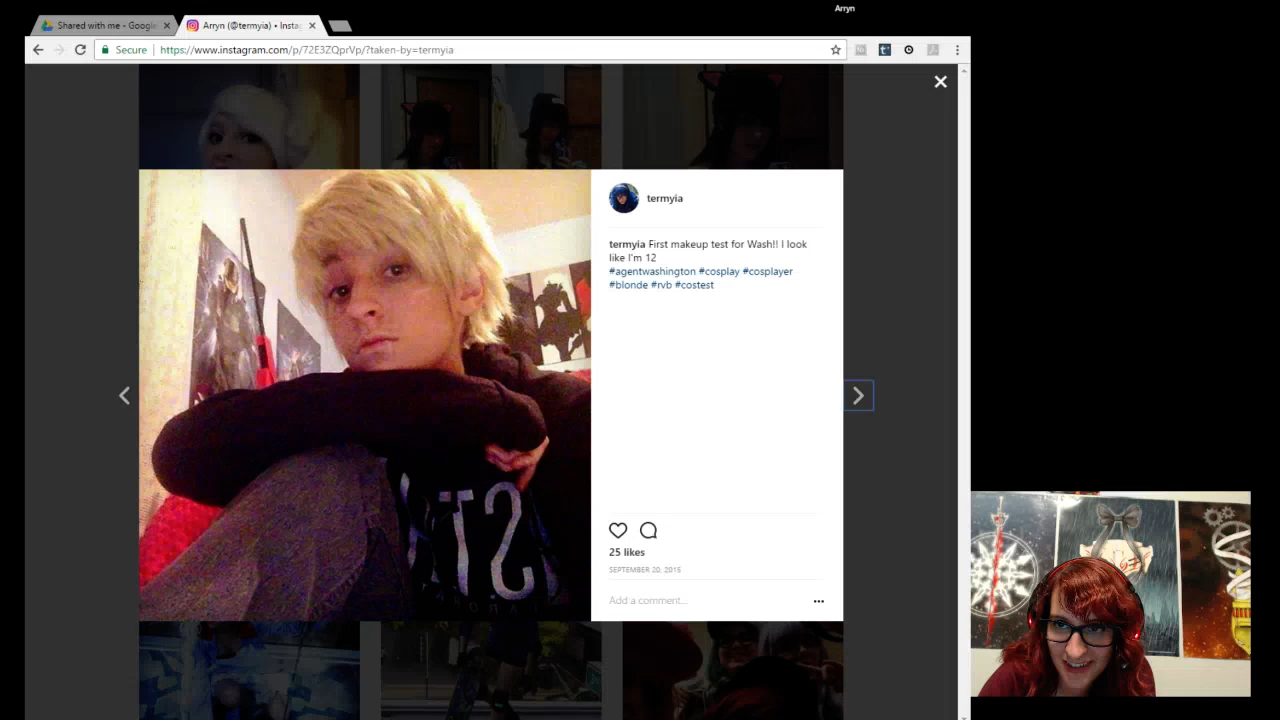 Arryn
Shared with me - Google
Arryn (@termyia) • Insta
Secure
https://www.instagram.com/p/72E3ZQprVp/?taken-by=termyia
termyia
termyia First makeup test for Wash!! I look
like I'm 12
#agentwashington #cosplay #cosplayer
#blonde #rvb #costest
25 likes
SEPTEMBER 20, 2015
Add a comment...